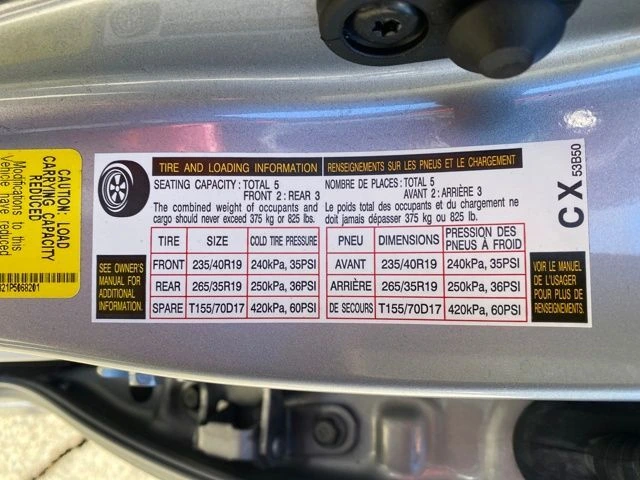 CAUTION: LOAD
CARRYING CAPACITY
REDUCED
Modifications to this
Vehicle have reduced
321P5068201
TIRE AND LOADING INFORMATION
SEATING CAPACITY : TOTAL 5
FRONT 2 : REAR 3
The combined weight of occupants and
cargo should never exceed 375 kg or 825 lbs.
RENSEIGNEMENTS SUR LES PNEUS ET LE CHARGEMENT
NOMBRE DE PLACES : TOTAL 5
AVANT 2 : ARRIÈRE 3
Le poids total des occupants et du chargement ne
doit jamais dépasser 375 kg ou 825 lb.
SEE OWNER'S
MANUAL FOR
ADDITIONAL
INFORMATION.
TIRE SIZE COLD TIRE PRESSURE
FRONT 235/40R19 240kPa, 35PSI
REAR 265/35R19 250kPa, 36PSI
SPARE T155/70D17 420kPa, 60PSI
PNEU DIMENSIONS PRESSION DES
PNEUS À FROID
AVANT 235/40R19 240kPa, 35PSI
ARRIÈRE 265/35R19 250kPa, 36PSI
DE SECOURS T155/70D17 420kPa, 60PSI
VOIR LE MANUEL
DE L'USAGER
POUR PLUS DE
RENSEIGNEMENTS.
CX 53B50